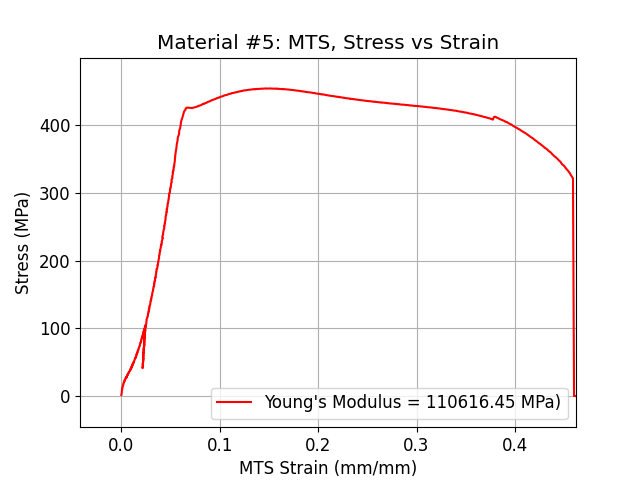 Material #5: MTS, Stress vs Strain
Stress (MPa)
400
300
200
100
0
Young's Modulus = 110616.45 MPa)
0.0 0.1 0.2 0.3 0.4
MTS Strain (mm/mm)